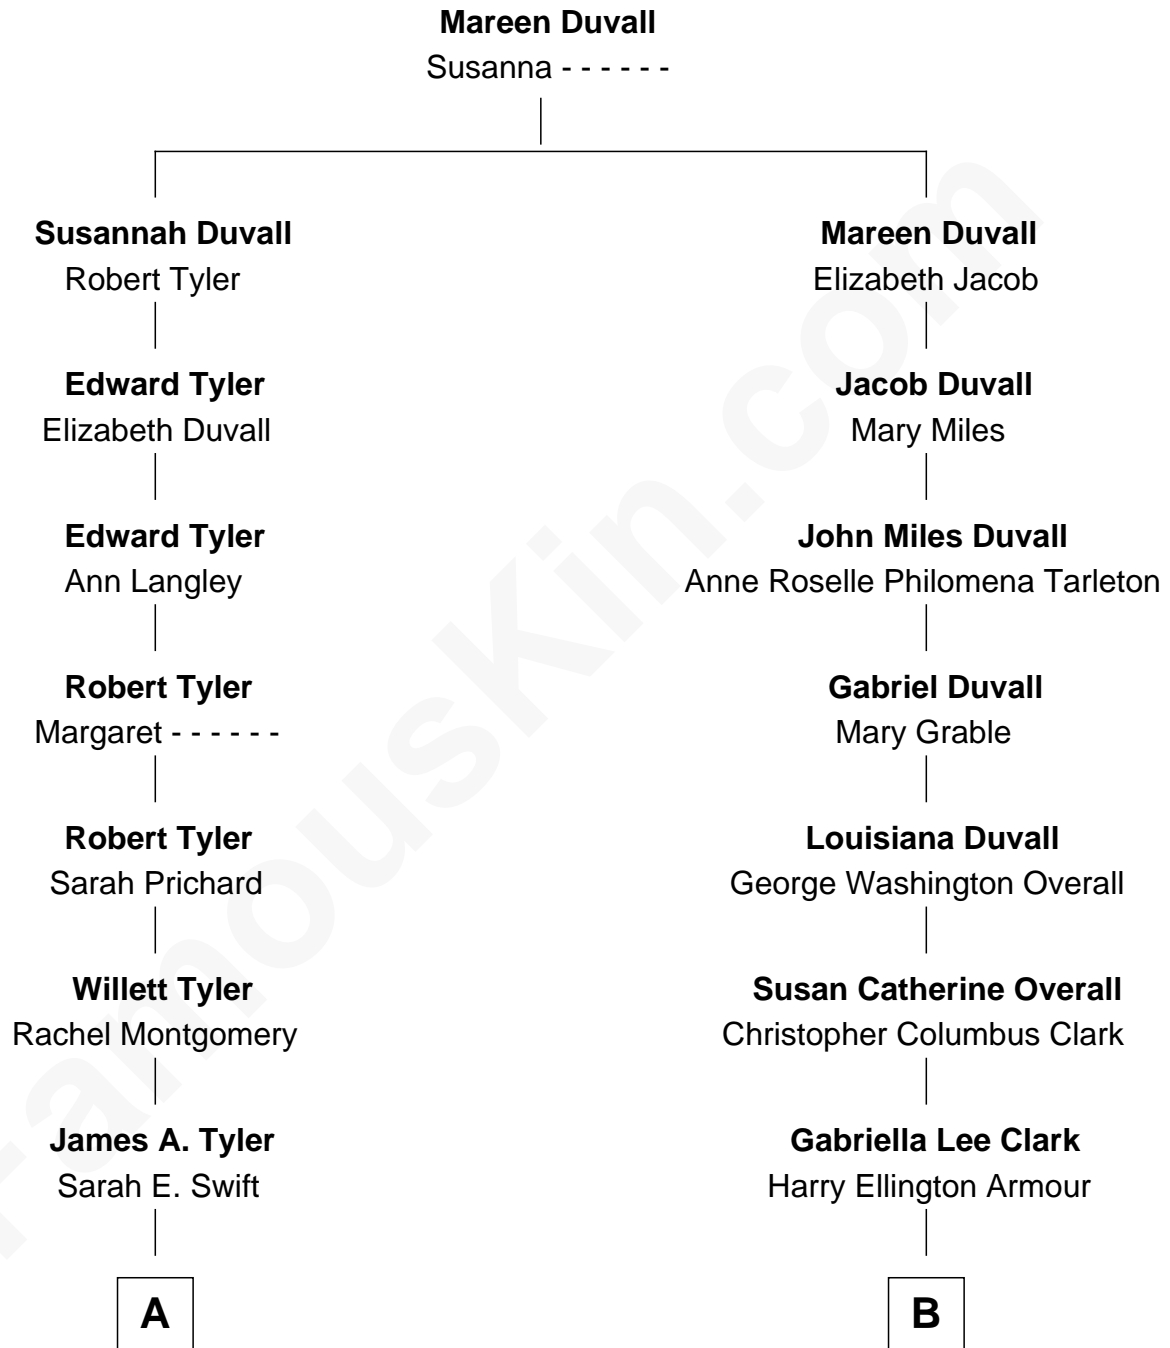 Mareen Duvall
Susanna - - - - - -
Susannah Duvall
Robert Tyler
Mareen Duvall
Elizabeth Jacob
Edward Tyler
Elizabeth Duvall
Jacob Duvall
Mary Miles
Edward Tyler
Ann Langley
John Miles Duvall
Anne Roselle Philomena Tarleton
Robert Tyler
Margaret - - - - - -
Gabriel Duvall
Mary Grable
Robert Tyler
Sarah Prichard
Louisiana Duvall
George Washington Overall
Willett Tyler
Rachel Montgomery
Susan Catherine Overall
Christopher Columbus Clark
James A. Tyler
Sarah E. Swift
Gabriella Lee Clark
Harry Ellington Armour
A
B
FamousKin.com